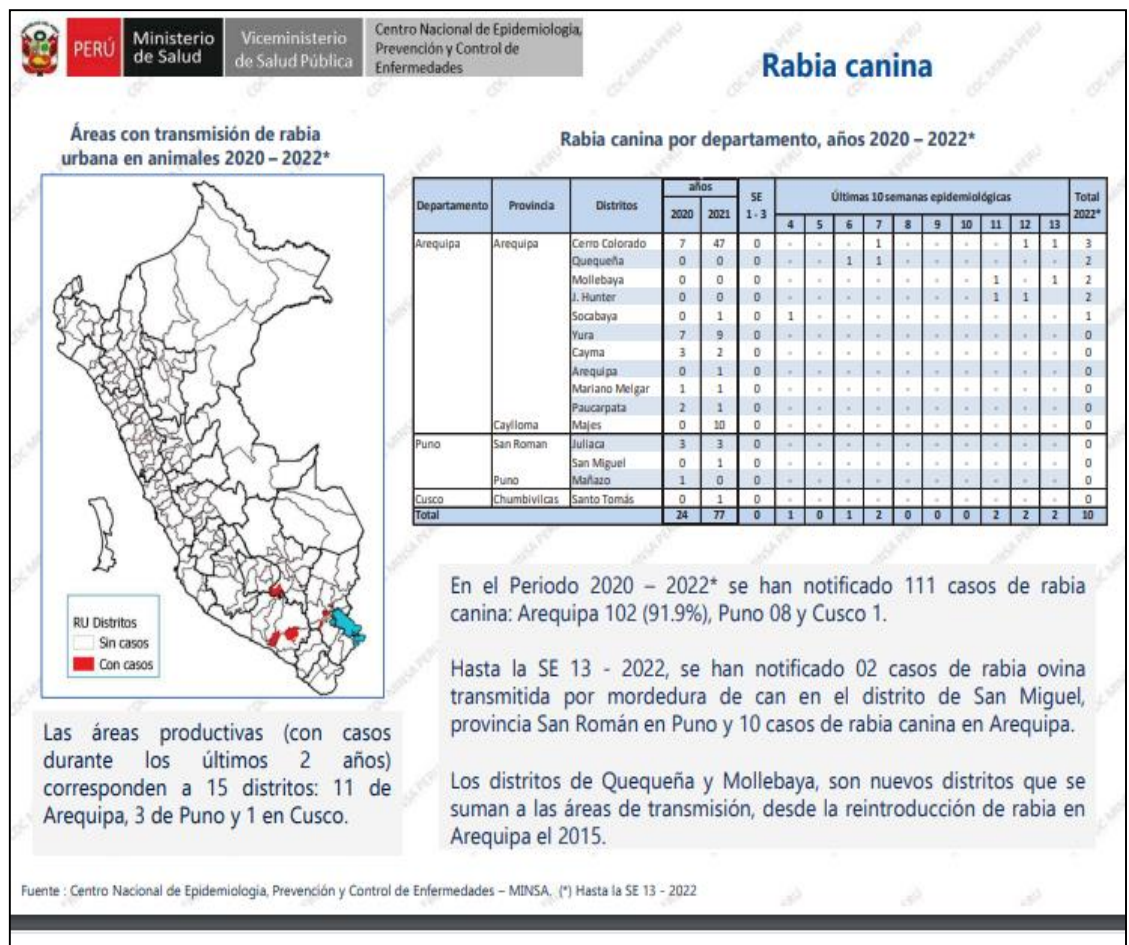 PERÚ
Ministerio
de Salud
Viceministerio
de Salud Pública
Centro Nacional de Epidemiología,
Prevención y Control de
Enfermedades
Rabia canina
Áreas con transmisión de rabia
urbana en animales 2020 – 2022*
RU Distritos
Sin casos
Con casos
Las áreas productivas (con casos
durante los últimos 2 años)
corresponden a 15 distritos: 11 de
Arequipa, 3 de Puno y 1 en Cusco.
Rabia canina por departamento, años 2020 – 2022*
Departamento Provincia Distritos años SE 1 - 3 Últimas 10 semanas epidemiológicas Total 2022*
2020 2021 4 5 6 7 8 9 10 11 12 13
Arequipa Arequipa Cerro Colorado 7 47 0 - - - 1 - - - - 1 1 3
Quequeña 0 0 0 - - 1 1 - - - - - - 2
Mollebaya 0 0 0 - - - - - - - 1 - 1 2
J. Hunter 0 0 0 - - - - - - - 1 1 - 2
Socabaya 0 1 0 1 - - - - - - - - - 1
Yura 7 9 0 - - - - - - - - - - 0
Cayma 3 2 0 - - - - - - - - - - 0
Arequipa 0 1 0 - - - - - - - - - - 0
Mariano Melgar 1 1 0 - - - - - - - - - - 0
Paucarpata 2 1 0 - - - - - - - - - - 0
Caylloma Majes 0 10 0 - - - - - - - - - - 0
Puno San Roman Juliaca 3 3 0 - - - - - - - - - - 0
San Miguel 0 1 0 - - - - - - - - - - 0
Puno Mañazo 1 0 0 - - - - - - - - - - 0
Cusco Chumbivilcas Santo Tomás 0 1 0 - - - - - - - - - - 0
Total 24 77 0 1 0 1 2 0 0 0 2 2 2 10
En el Periodo 2020 – 2022* se han notificado 111 casos de rabia
canina: Arequipa 102 (91.9%), Puno 08 y Cusco 1.
Hasta la SE 13 - 2022, se han notificado 02 casos de rabia ovina
transmitida por mordedura de can en el distrito de San Miguel,
provincia San Román en Puno y 10 casos de rabia canina en Arequipa.
Los distritos de Quequeña y Mollebaya, son nuevos distritos que se
suman a las áreas de transmisión, desde la reintroducción de rabia en
Arequipa el 2015.
Fuente : Centro Nacional de Epidemiologia, Prevención y Control de Enfermedades – MINSA. (*) Hasta la SE 13 - 2022